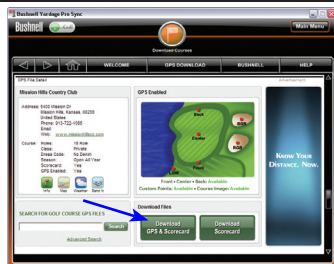 Bushnell Yardage Pro Sync
Bushnell
Main Menu
Download Courses
WELCOME
GPS DOWNLOAD
BUSHNELL
HELP
GPS File Detail
Advertisement
Mission Hills Country Club
Address: 5400 Mission Dr
Mission Hills, Kansas, 66208
United States
Phone: 913-722-1085
Email:
Web: www.missionhillscc.com
Course: Holes: 18 Hole
Class: Private
Dress Code: No Denim
Season: Open All Year
Scorecard: Yes
GPS Enabled: Yes
Info
Map
Weather
Send In
GPS Enabled
Back
Center
Front
Front • Center • Back: Available
Custom Points: Available • Course Image: Available
KNOW YOUR
DISTANCE. NOW.
SEARCH FOR GOLF COURSE GPS FILES
Search
Advanced Search
Download Files
Download
GPS & Scorecard
Download
Scorecard